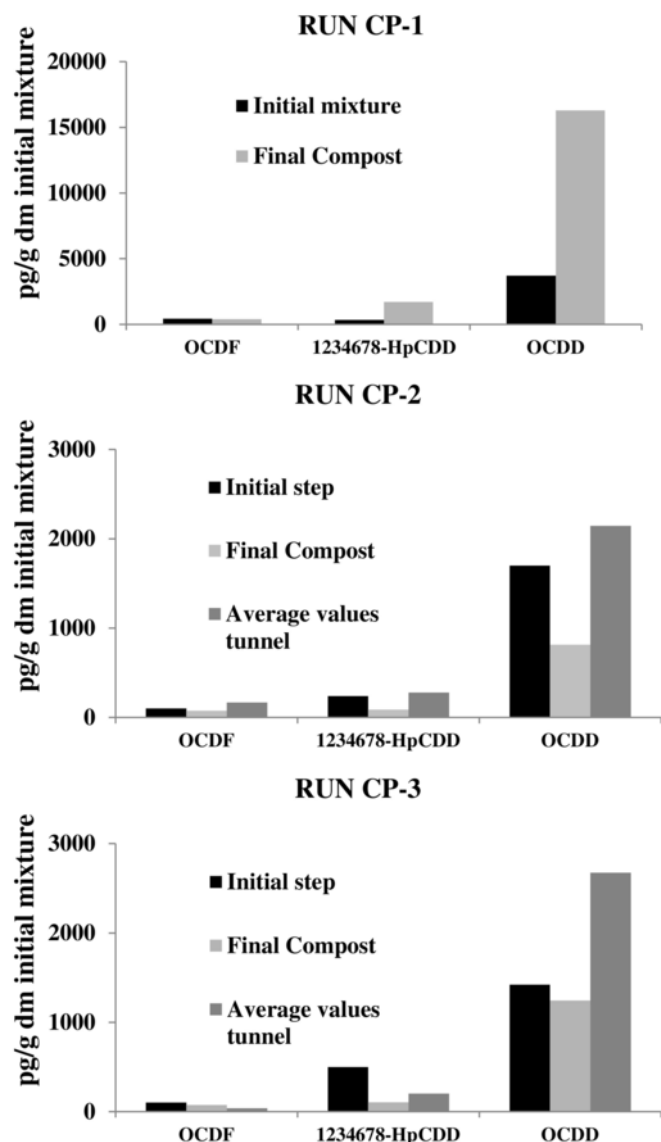 RUN CP-1
pg/g dm initial mixture
20000
15000
10000
5000
0
Initial mixture
Final Compost
OCDF
1234678-HpCDD
OCDD
RUN CP-2
pg/g dm initial mixture
3000
2000
1000
0
Initial step
Final Compost
Average values
tunnel
OCDF
1234678-HpCDD
OCDD
RUN CP-3
pg/g dm initial mixture
3000
2000
1000
0
Initial step
Final Compost
Average values
tunnel
OCDF
1234678-HpCDD
OCDD